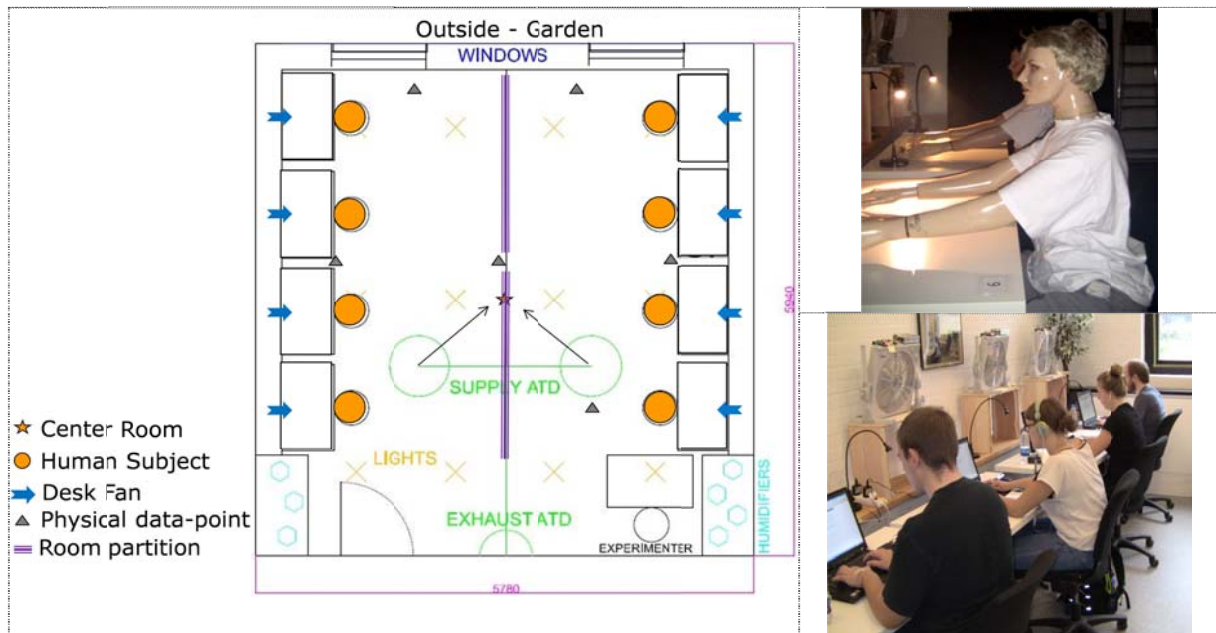 Outside - Garden
WINDOWS
SUPPLY ATD
5940
LIGHTS
EXHAUST ATD
HUMIDIFIERS
EXPERIMENTER
5780
Center Room
Human Subject
Desk Fan
Physical data-point
Room partition
6